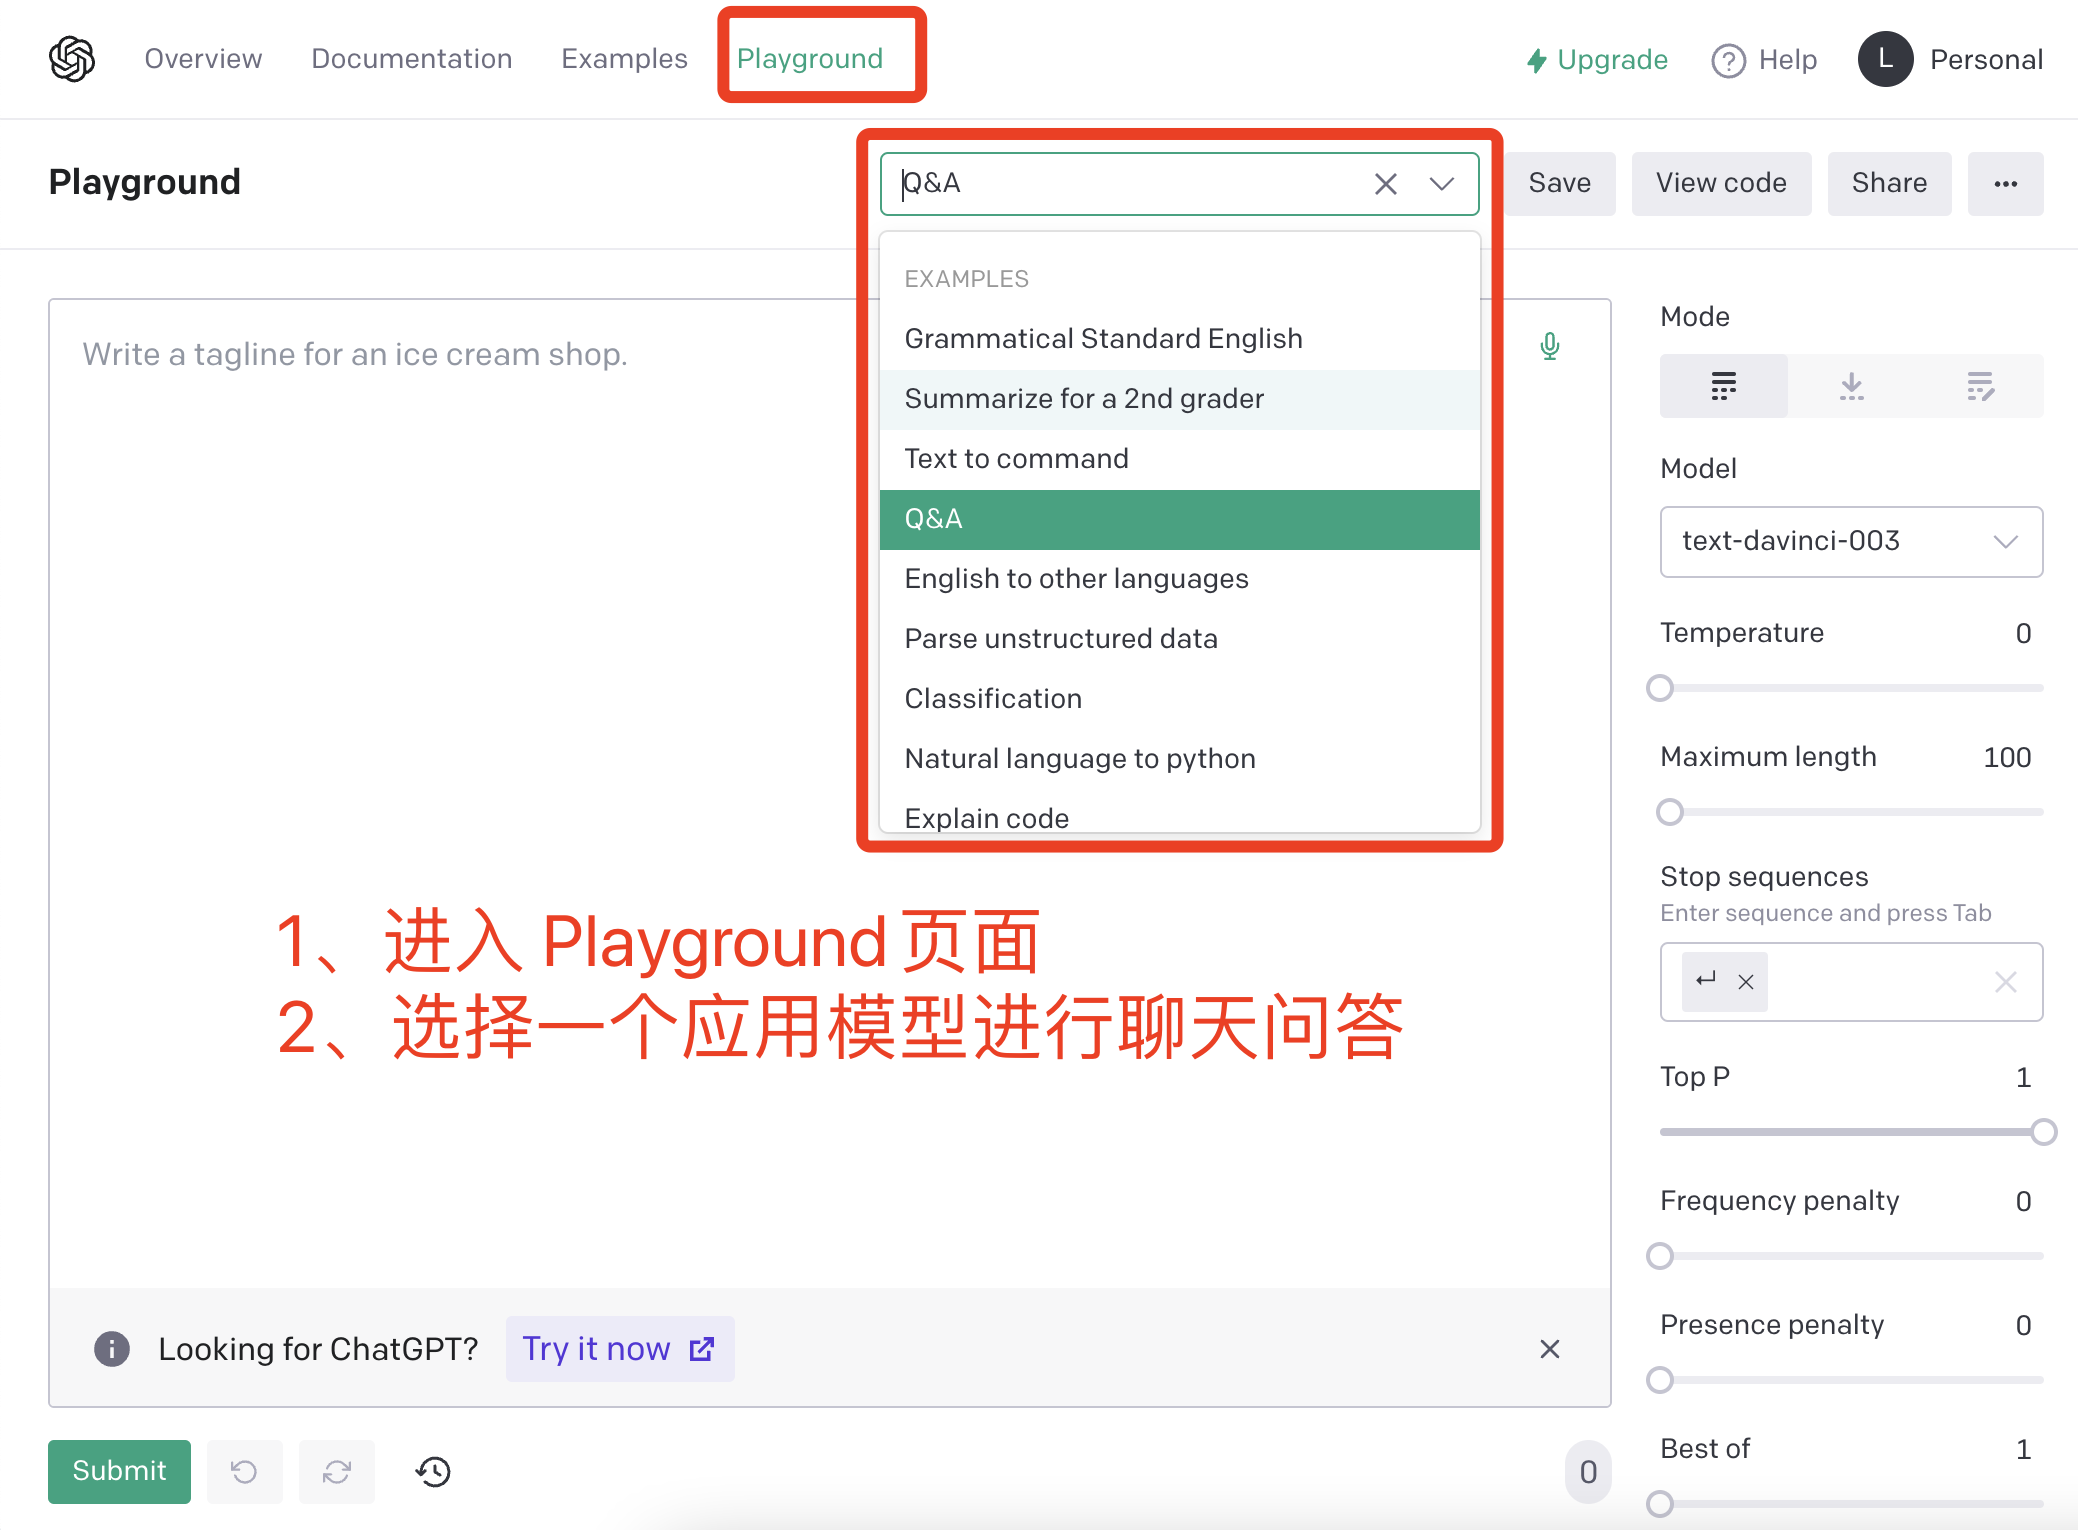 Overview
Documentation
Examples
Playground
Upgrade
? Help
L
Personal
Playground
Q&A
Save
View code
Share
...
EXAMPLES
Grammatical Standard English
Summarize for a 2nd grader
Text to command
Q&A
English to other languages
Parse unstructured data
Classification
Natural language to python
Explain code
Write a tagline for an ice cream shop.
1、进入 Playground 页面
2、选择一个应用模型进行聊天问答
Looking for ChatGPT?
Try it now
Submit
0
Mode
Model
text-davinci-003
Temperature 0
Maximum length 100
Stop sequences
Enter sequence and press Tab
↵ ×
Top P 1
Frequency penalty 0
Presence penalty 0
Best of 1